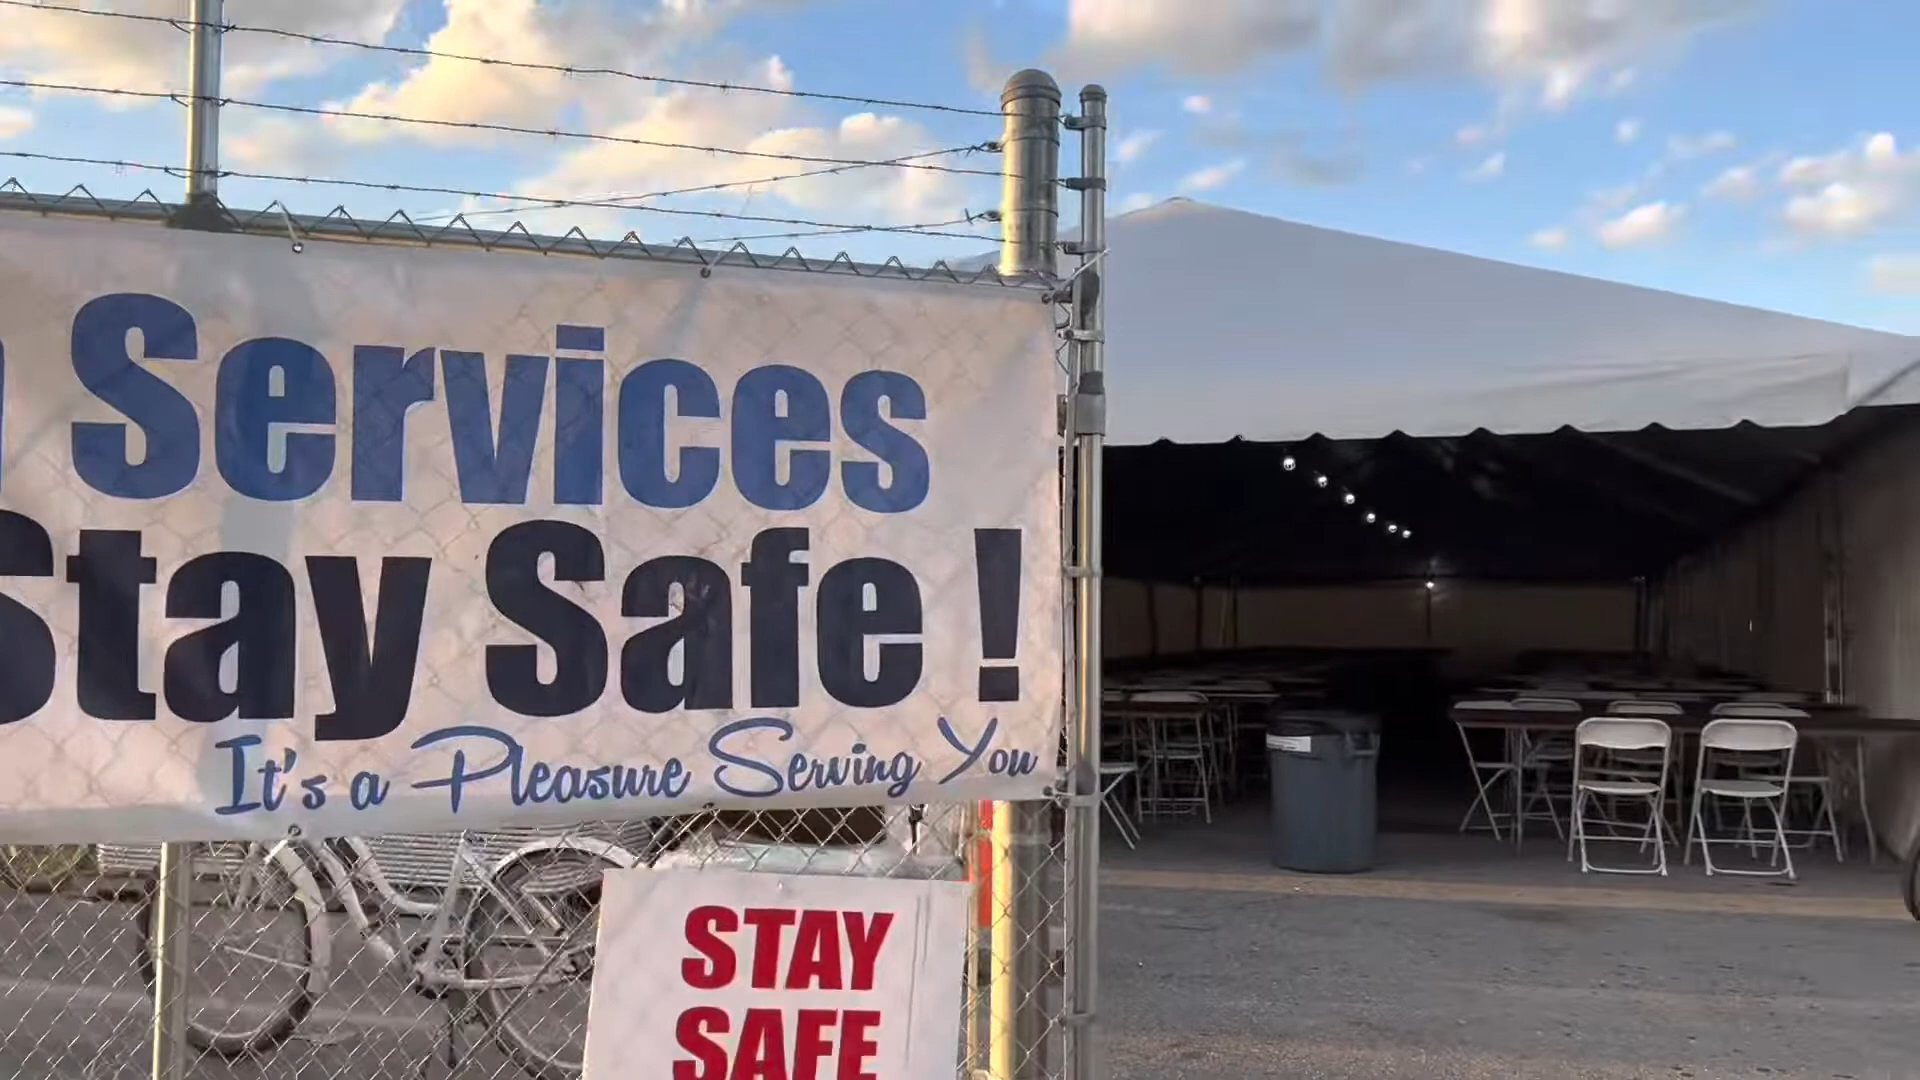 Services
Stay Safe !
It's a Pleasure Serving You
STAY
SAFE